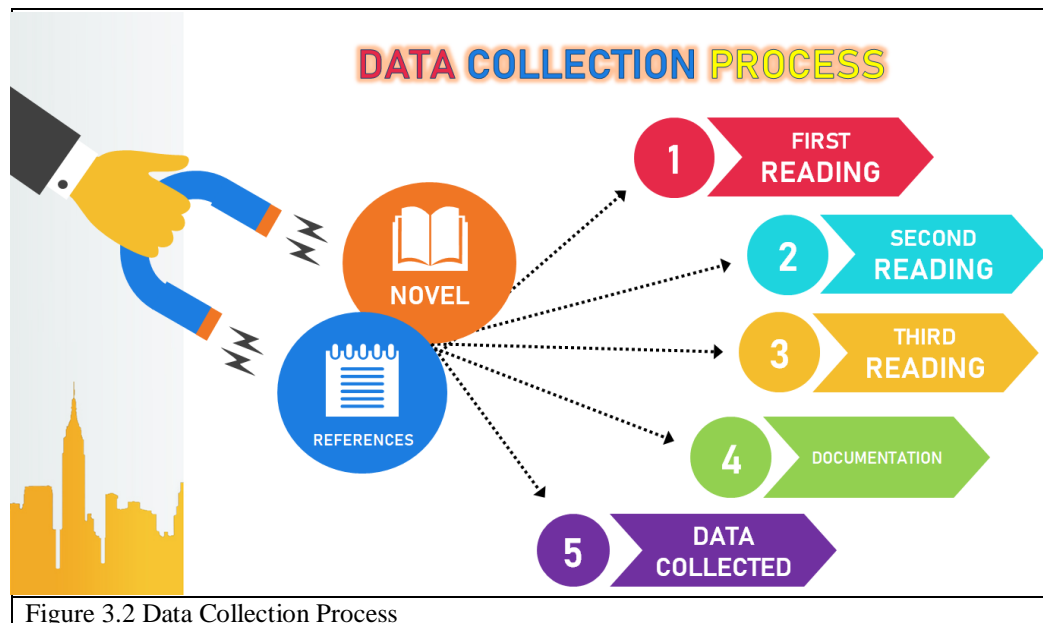 DATA COLLECTION PROCESS
1
FIRST
READING
2
SECOND
READING
NOVEL
3
THIRD
READING
REFERENCES
4
DOCUMENTATION
5
DATA
COLLECTED
Figure 3.2 Data Collection Process